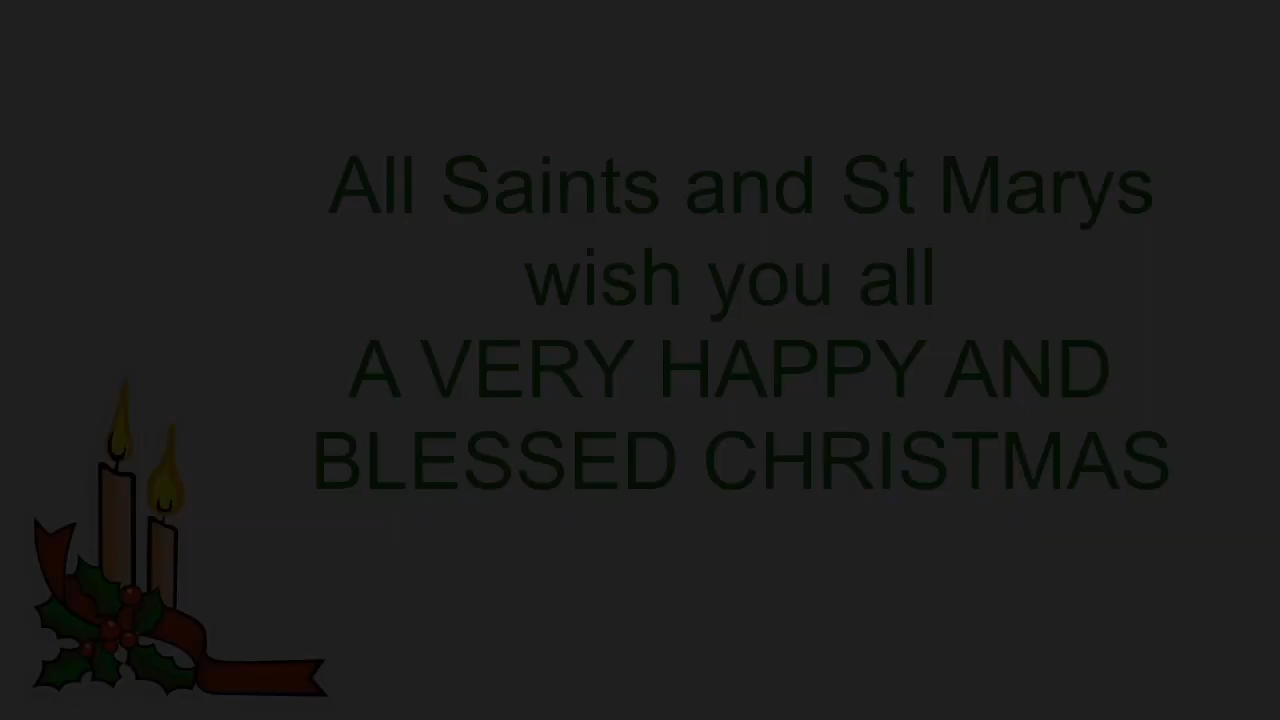 All Saints and St Marys
wish you all
A VERY HAPPY AND
BLESSED CHRISTMAS